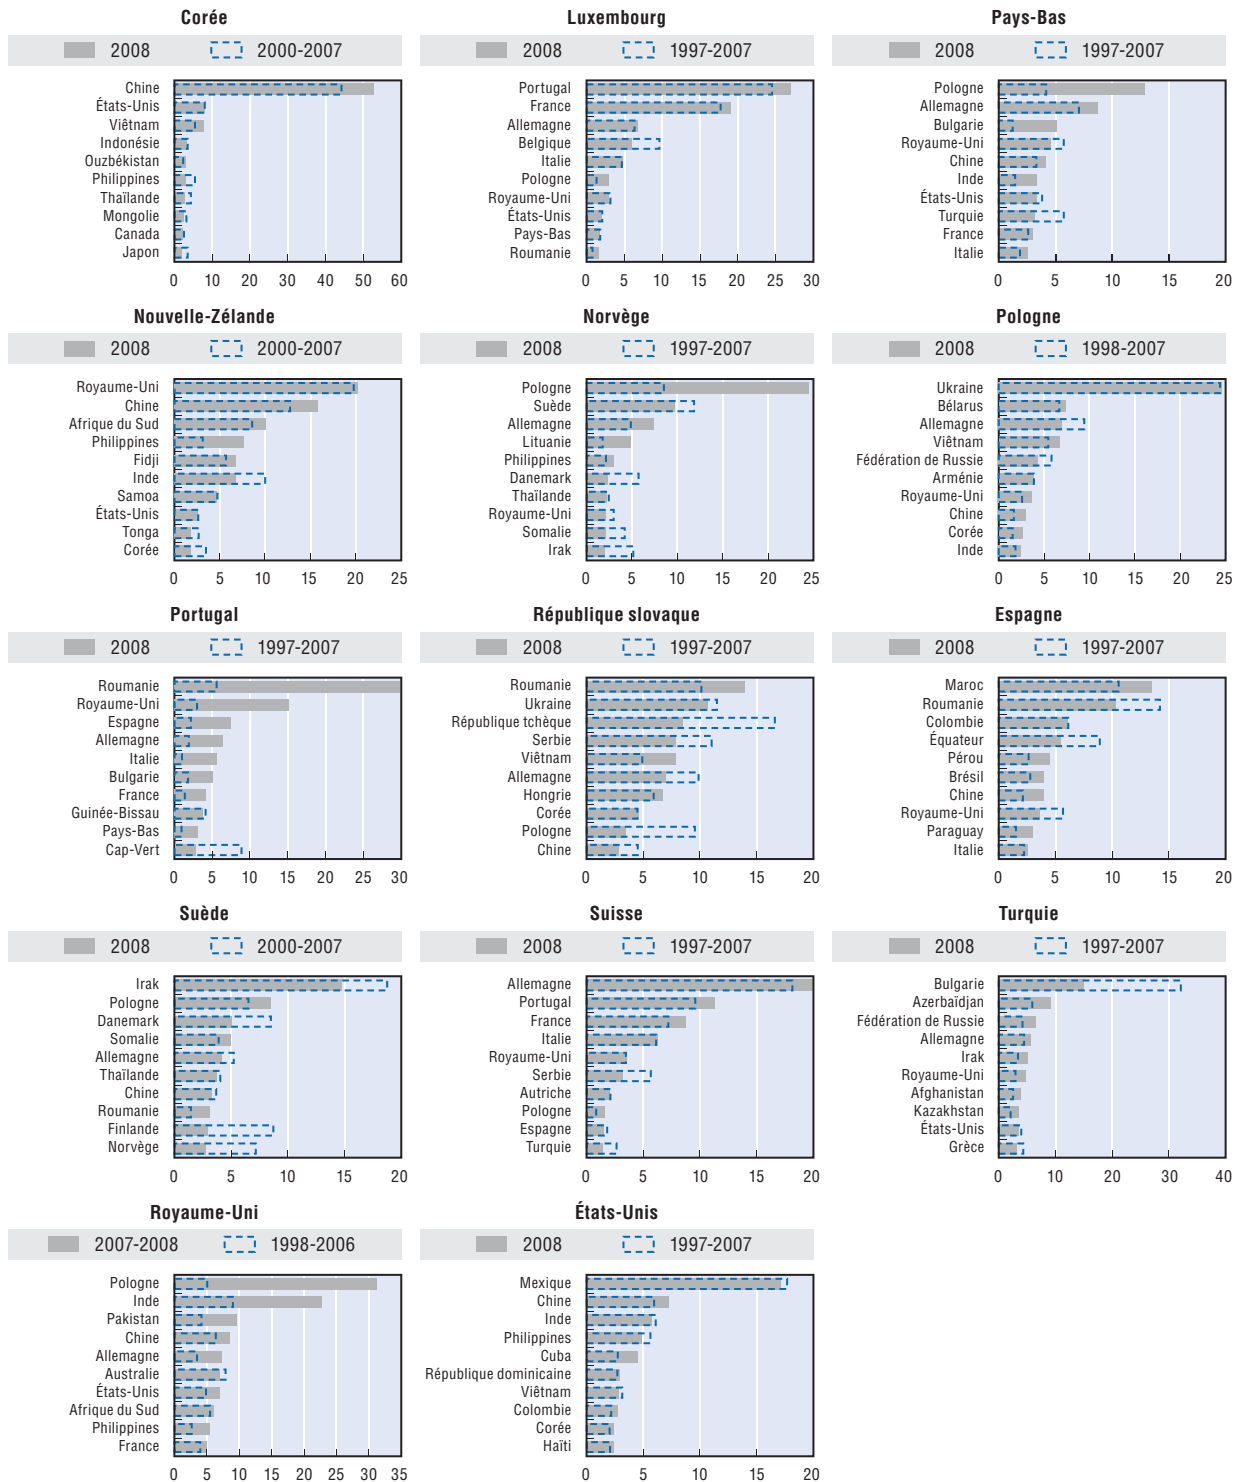 Corée
2008 2000-2007
Chine
États-Unis
Viêtnam
Indonésie
Ouzbékistan
Philippines
Thaïlande
Mongolie
Canada
Japon
0 10 20 30 40 50 60
Luxembourg
2008 1997-2007
Portugal
France
Allemagne
Belgique
Italie
Pologne
Royaume-Uni
États-Unis
Pays-Bas
Roumanie
0 5 10 15 20 25 30
Pays-Bas
2008 1997-2007
Pologne
Allemagne
Bulgarie
Royaume-Uni
Chine
Inde
États-Unis
Turquie
France
Italie
0 5 10 15 20
Nouvelle-Zélande
2008 2000-2007
Royaume-Uni
Chine
Afrique du Sud
Philippines
Fidji
Inde
Samoa
États-Unis
Tonga
Corée
0 5 10 15 20 25
Norvège
2008 1997-2007
Pologne
Suède
Allemagne
Lituanie
Philippines
Danemark
Thaïlande
Royaume-Uni
Somalie
Irak
0 5 10 15 20 25
Pologne
2008 1998-2007
Ukraine
Bélarus
Allemagne
Viêtnam
Fédération de Russie
Arménie
Royaume-Uni
Chine
Corée
Inde
0 5 10 15 20 25
Portugal
2008 1997-2007
Roumanie
Royaume-Uni
Espagne
Allemagne
Italie
Bulgarie
France
Guinée-Bissau
Pays-Bas
Cap-Vert
0 5 10 15 20 25 30
République slovaque
2008 1997-2007
Roumanie
Ukraine
République tchèque
Serbie
Viêtnam
Allemagne
Hongrie
Corée
Pologne
Chine
0 5 10 15 20
Espagne
2008 1997-2007
Maroc
Roumanie
Colombie
Équateur
Pérou
Brésil
Chine
Royaume-Uni
Paraguay
Italie
0 5 10 15 20
Suède
2008 2000-2007
Irak
Pologne
Danemark
Somalie
Allemagne
Thaïlande
Chine
Roumanie
Finlande
Norvège
0 5 10 15 20
Suisse
2008 1997-2007
Allemagne
Portugal
France
Italie
Royaume-Uni
Serbie
Autriche
Pologne
Espagne
Turquie
0 5 10 15 20
Turquie
2008 1997-2007
Bulgarie
Azerbaïdjan
Fédération de Russie
Allemagne
Irak
Royaume-Uni
Afghanistan
Kazakhstan
États-Unis
Grèce
0 10 20 30 40
Royaume-Uni
2007-2008 1998-2006
Pologne
Inde
Pakistan
Chine
Allemagne
Australie
États-Unis
Afrique du Sud
Philippines
France
0 5 10 15 20 25 30 35
États-Unis
2008 1997-2007
Mexique
Chine
Inde
Philippines
Cuba
République dominicaine
Viêtnam
Colombie
Corée
Haïti
0 5 10 15 20